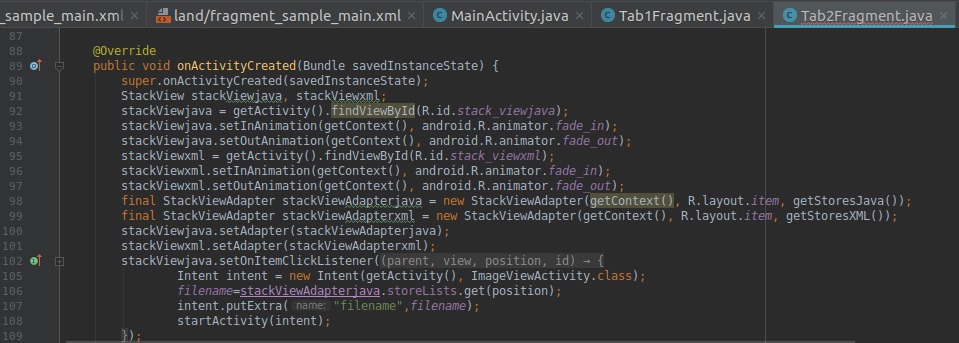 _sample_main.xml × land/fragment_sample_main.xml × MainActivity.java × Tab1Fragment.java × Tab2Fragment.java ×
87
88 @Override
89 public void onActivityCreated(Bundle savedInstanceState) {
90 super.onActivityCreated(savedInstanceState);
91 StackView stackViewjava, stackViewxml;
92 stackViewjava = getActivity().findViewById(R.id.stack_viewjava);
93 stackViewjava.setInAnimation(getContext(), android.R.animator.fade_in);
94 stackViewjava.setOutAnimation(getContext(), android.R.animator.fade_out);
95 stackViewxml = getActivity().findViewById(R.id.stack_viewxml);
96 stackViewxml.setInAnimation(getContext(), android.R.animator.fade_in);
97 stackViewxml.setOutAnimation(getContext(), android.R.animator.fade_out);
98 final StackViewAdapter stackViewAdapterjava = new StackViewAdapter(getContext(), R.layout.item, getStoresJava());
99 final StackViewAdapter stackViewAdapterxml = new StackViewAdapter(getContext(), R.layout.item, getStoresXML());
100 stackViewjava.setAdapter(stackViewAdapterjava);
101 stackViewxml.setAdapter(stackViewAdapterxml);
102 stackViewjava.setOnItemClickListener((parent, view, position, id) → {
105 Intent intent = new Intent(getActivity(), ImageViewActivity.class);
106 filename=stackViewAdapterjava.storeLists.get(position);
107 intent.putExtra( name: "filename",filename);
108 startActivity(intent);
109 });